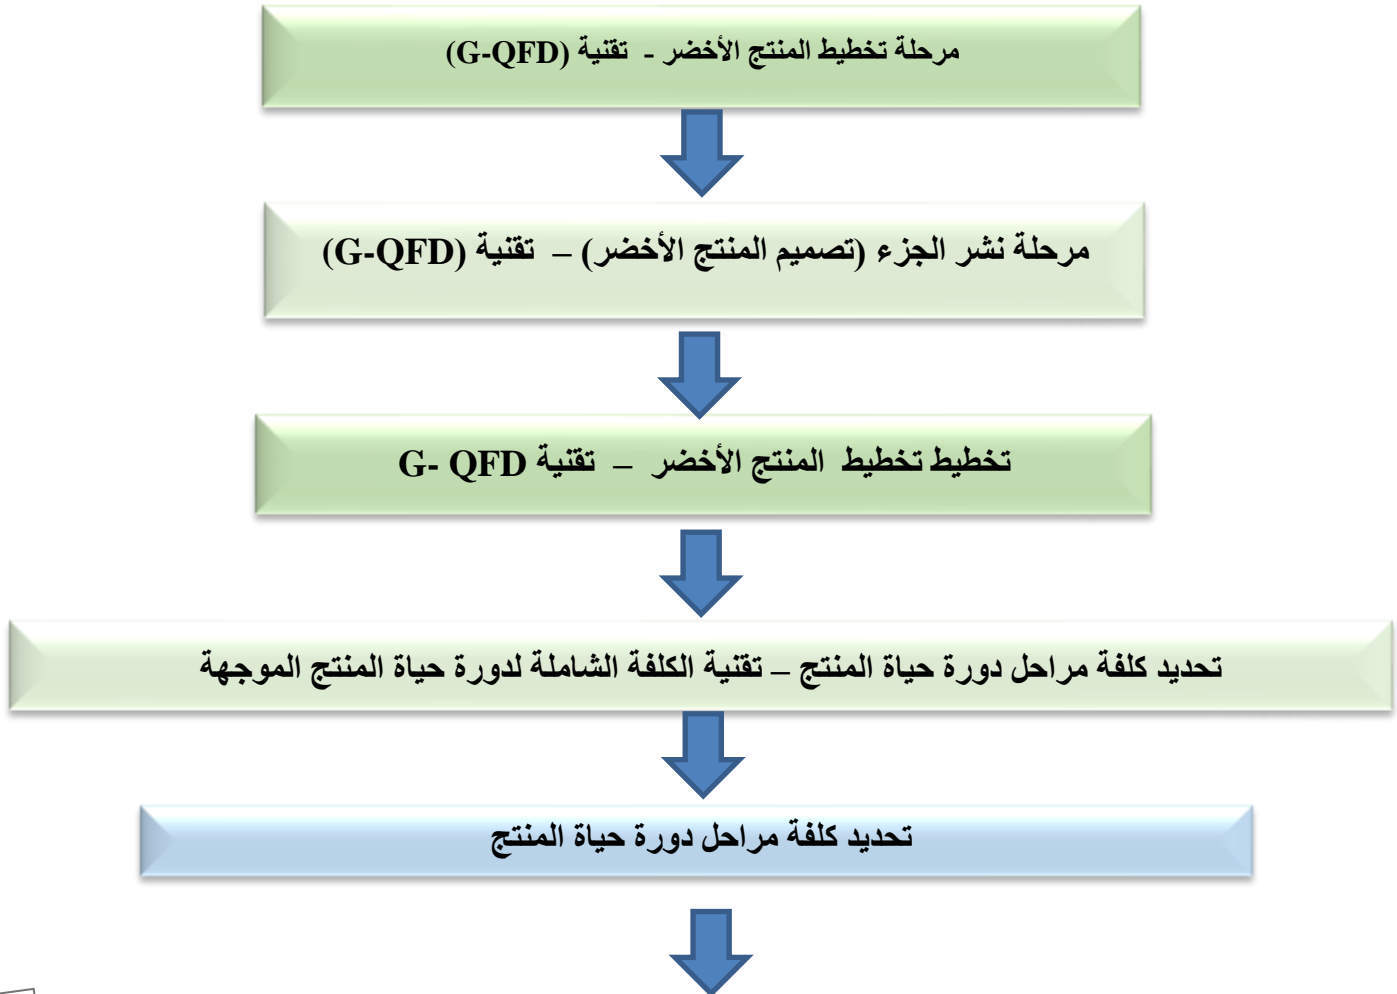 مرحلة تخطيط المنتج الأخضر - تقنية (G-QFD)
مرحلة نشر الجزء (تصميم المنتج الأخضر) – تقنية (G-QFD)
تخطيط تخطيط المنتج الأخضر – تقنية G- QFD
تحديد كلفة مراحل دورة حياة المنتج – تقنية الكلفة الشاملة لدورة حياة المنتج الموجهة
تحديد كلفة مراحل دورة حياة المنتج